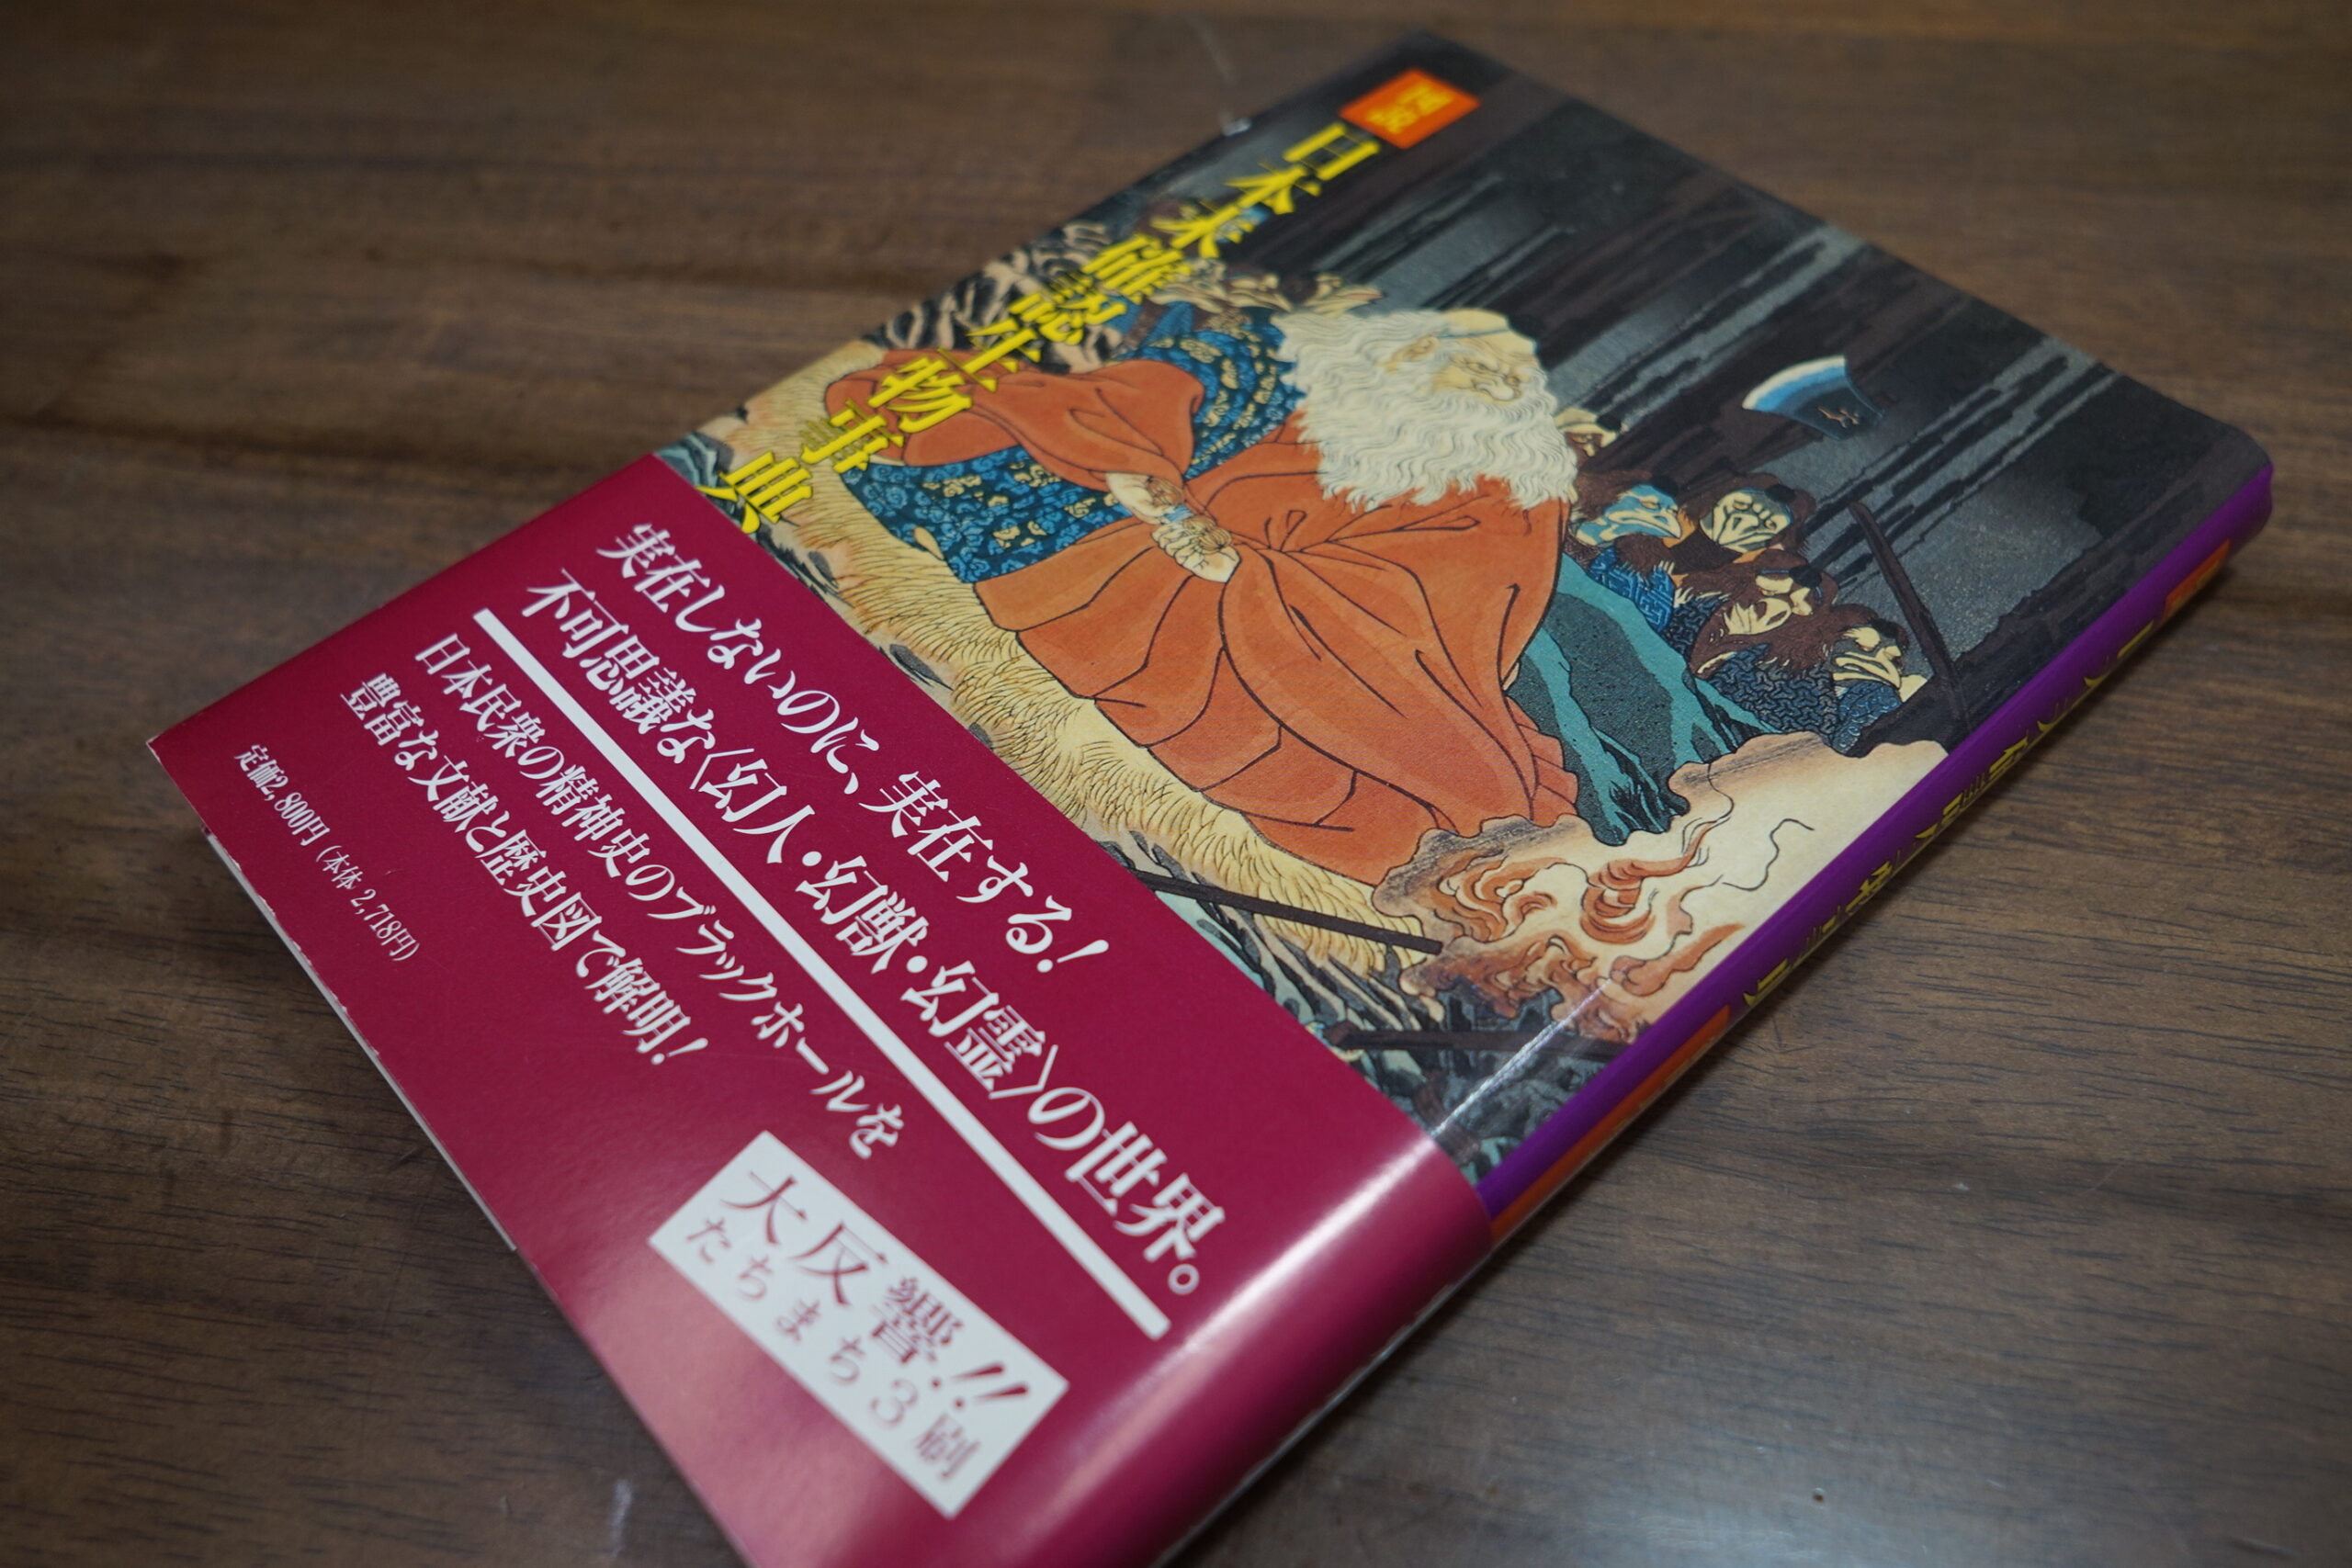 図説
日本未確認生物事典
実在しないのに、実在する!
不可思議な〈幻人・幻獣・幻霊〉の世界。
日本民衆の精神史のブラックホールを
豊富な文献と歴史図で解明!
定価2,800円(本体2,718円)
大反響!!
たちまち3刷